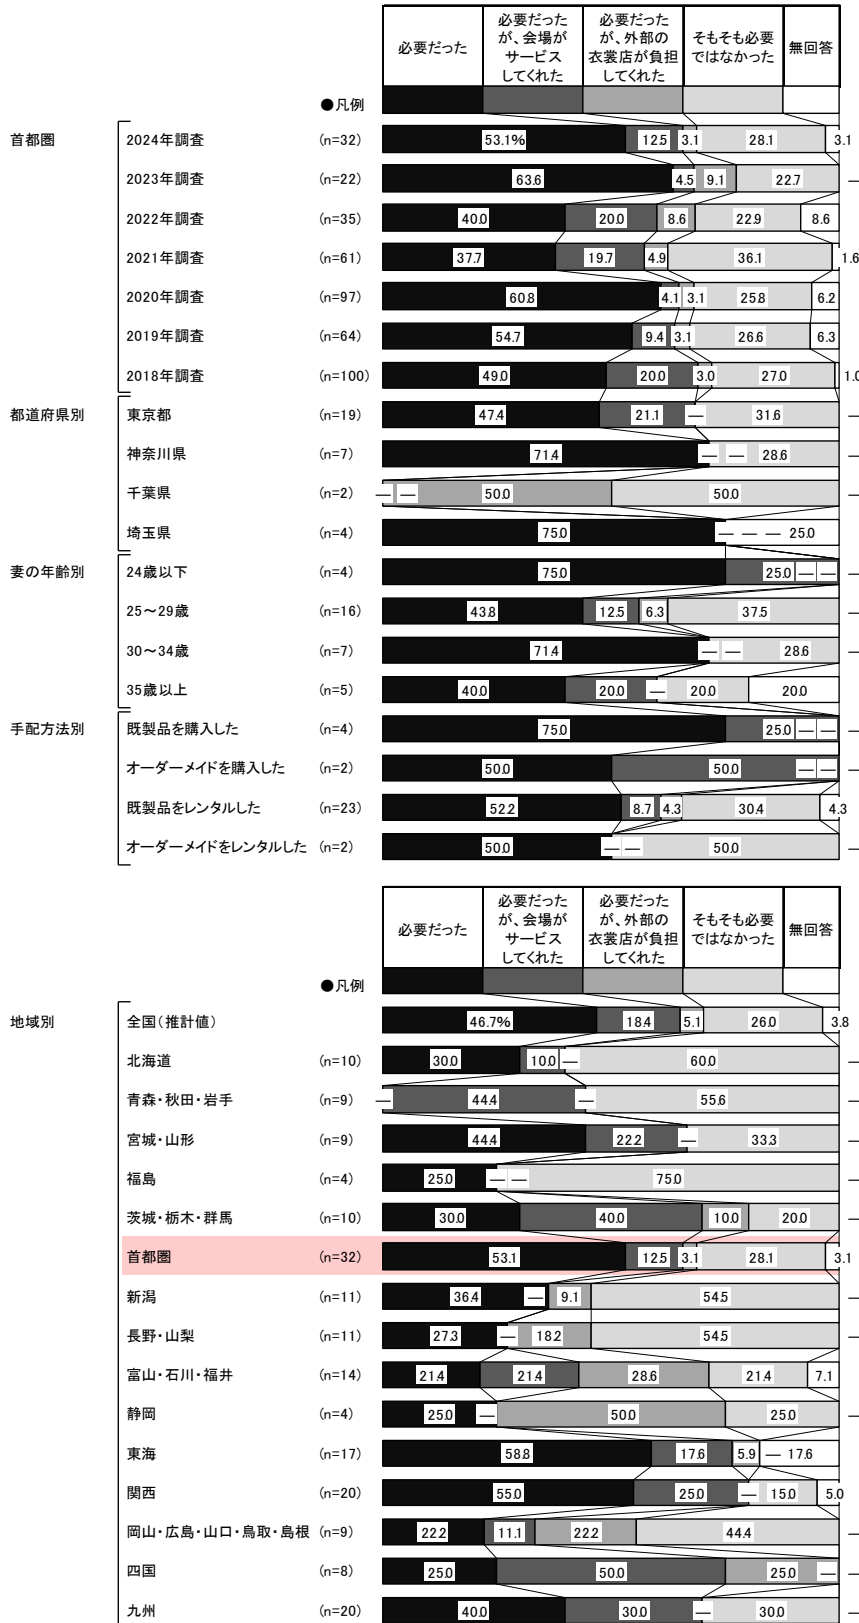 必要だった 必要だったが、会場がサービスしてくれた 必要だったが、外部の衣裳店が負担してくれた そもそも必要ではなかった 無回答
●凡例
首都圏 2024年調査 (n=32) 53.1% 12.5 3.1 28.1 3.1
2023年調査 (n=22) 63.6 4.5 9.1 22.7 —
2022年調査 (n=35) 40.0 20.0 8.6 22.9 8.6
2021年調査 (n=61) 37.7 19.7 4.9 36.1 1.6
2020年調査 (n=97) 60.8 4.1 3.1 25.8 6.2
2019年調査 (n=64) 54.7 9.4 3.1 26.6 6.3
2018年調査 (n=100) 49.0 20.0 3.0 27.0 1.0
都道府県別 東京都 (n=19) 47.4 21.1 — 31.6 —
神奈川県 (n=7) 71.4 — — 28.6 —
千葉県 (n=2) — — 50.0 50.0 —
埼玉県 (n=4) 75.0 — — — 25.0
妻の年齢別 24歳以下 (n=4) 75.0 25.0 — — —
25～29歳 (n=16) 43.8 12.5 6.3 37.5 —
30～34歳 (n=7) 71.4 — — 28.6 —
35歳以上 (n=5) 40.0 20.0 — 20.0 20.0
手配方法別 既製品を購入した (n=4) 75.0 25.0 — — —
オーダーメイドを購入した (n=2) 50.0 50.0 — — —
既製品をレンタルした (n=23) 52.2 8.7 4.3 30.4 4.3
オーダーメイドをレンタルした (n=2) 50.0 — — 50.0 —
必要だった 必要だったが、会場がサービスしてくれた 必要だったが、外部の衣裳店が負担してくれた そもそも必要ではなかった 無回答
●凡例
地域別 全国(推計値) 46.7% 18.4 5.1 26.0 3.8
北海道 (n=10) 30.0 10.0 — 60.0 —
青森・秋田・岩手 (n=9) — 44.4 — 55.6 —
宮城・山形 (n=9) 44.4 22.2 — 33.3 —
福島 (n=4) 25.0 — — 75.0 —
茨城・栃木・群馬 (n=10) 30.0 40.0 10.0 20.0 —
首都圏 (n=32) 53.1 12.5 3.1 28.1 3.1
新潟 (n=11) 36.4 — 9.1 54.5 —
長野・山梨 (n=11) 27.3 — 18.2 54.5 —
富山・石川・福井 (n=14) 21.4 21.4 28.6 21.4 7.1
静岡 (n=4) 25.0 — 50.0 25.0 —
東海 (n=17) 58.8 17.6 5.9 — 17.6
関西 (n=20) 55.0 25.0 — 15.0 5.0
岡山・広島・山口・鳥取・島根 (n=9) 22.2 11.1 22.2 44.4 —
四国 (n=8) 25.0 50.0 25.0 — —
九州 (n=20) 40.0 30.0 — 30.0 —